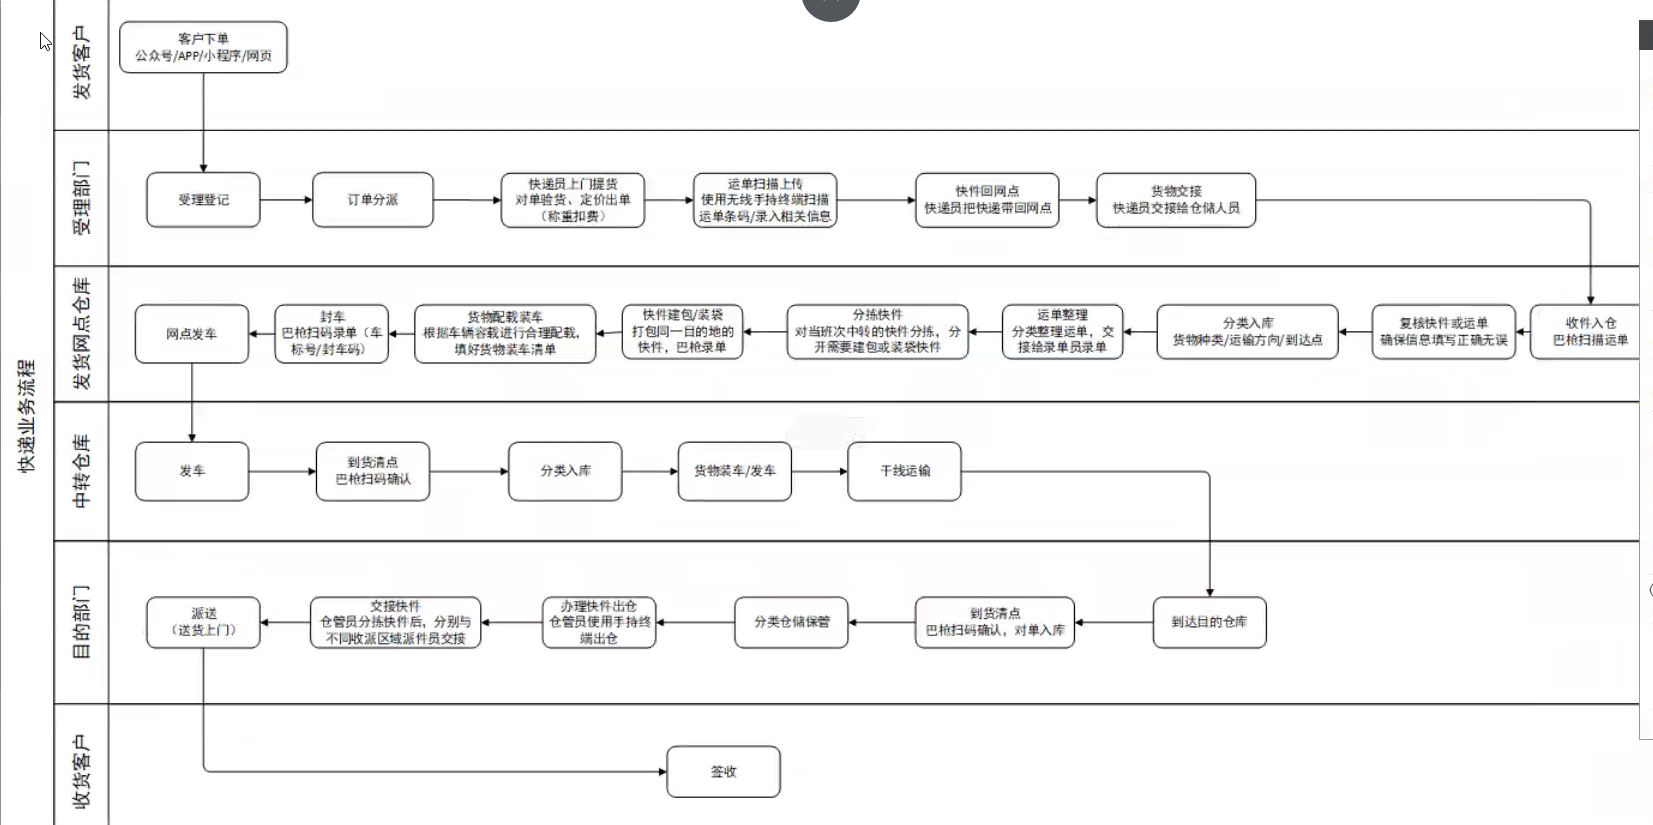 快递业务流程
发货客户
客户下单
公众号/APP/小程序/网页
受理部门
受理登记
订单分派
快递员上门提货
对单验货、定价出单
（称重扣费）
运单扫描上传
使用无线手持终端扫描
运单条码/录入相关信息
快件回网点
快递员把快递带回网点
货物交接
快递员交接给仓储人员
发货网点仓库
网点发车
封车
巴枪扫码录单（车
标号/封车码）
货物配载装车
根据车辆容载进行合理配载，
填好货物装车清单
快件建包/装袋
打包同一目的地的
快件，巴枪录单
分拣快件
对当班次中转的快件分拣，分
开需要建包或装袋快件
运单整理
分类整理运单，交
接给录单员录单
分类入库
货物种类/运输方向/到达点
复核快件或运单
确保信息填写正确无误
收件入仓
巴枪扫描运单
中转仓库
发车
到货清点
巴枪扫码确认
分类入库
货物装车/发车
干线运输
目的部门
派送
（送货上门）
交接快件
仓管员分拣快件后，分别与
不同收派区域派件员交接
办理快件出仓
仓管员使用手持终
端出仓
分类仓储保管
到货清点
巴枪扫码确认，对单入库
到达目的仓库
收货客户
签收